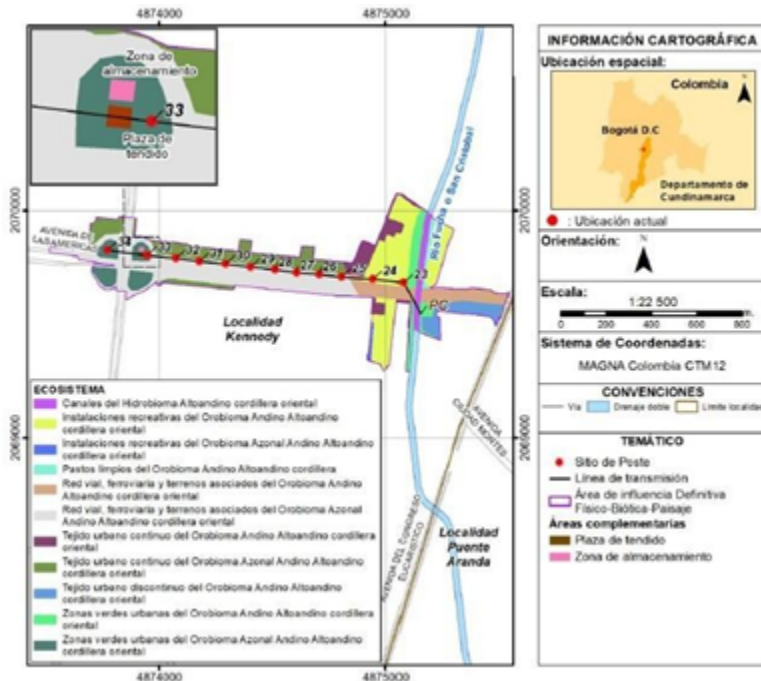 4874000
4875000
Zona de
almacenamiento
33
Plaza de
tendido
2070000
2070000
AVENIDA DE
LAS AMERICAS
34
33
32
31
30
29
28
27
26
25
24
23
PC
Río Fucha o San Cristobal
Localidad
Kennedy
2069000
2069000
AVENIDA
CIUDAD MONTES
AVENIDA DEL CONGRESO
EUCARISTICO
Localidad
Puente
Aranda
ECOSISTEMA
Canales del Hidrobioma Altoandino cordillera oriental
Instalaciones recreativas del Orobioma Andino Altoandino
cordillera oriental
Instalaciones recreativas del Orobioma Azonal Andino Altoandino
cordillera oriental
Pastos limpios del Orobioma Andino Altoandino cordillera
Red vial, ferroviaria y terrenos asociados del Orobioma Andino
Altoandino cordillera oriental
Red vial, ferroviaria y terrenos asociados del Orobioma Azonal
Andino Altoandino cordillera oriental
Tejido urbano continuo del Orobioma Andino Altoandino cordillera
oriental
Tejido urbano continuo del Orobioma Azonal Andino Altoandino
cordillera oriental
Tejido urbano discontinuo del Orobioma Andino Altoandino
cordillera oriental
Zonas verdes urbanas del Orobioma Andino Altoandino cordillera
oriental
Zonas verdes urbanas del Orobioma Azonal Andino Altoandino
cordillera oriental
4874000
4875000
INFORMACIÓN CARTOGRÁFICA
Ubicación espacial:
Colombia
N
Bogotá D.C
Departamento de
Cundinamarca
: Ubicación actual
Orientación:
N
Escala:
1:22 500
m.
0 200 400 600 800
Sistema de Coordenadas:
MAGNA Colombia CTM12
CONVENCIONES
Vía Drenaje doble Limite localidad
TEMÁTICO
Sitio de Poste
Línea de transmisión
Área de influencia Definitiva
Físico-Biótica-Paisaje
Áreas complementarias
Plaza de tendido
Zona de almacenamiento